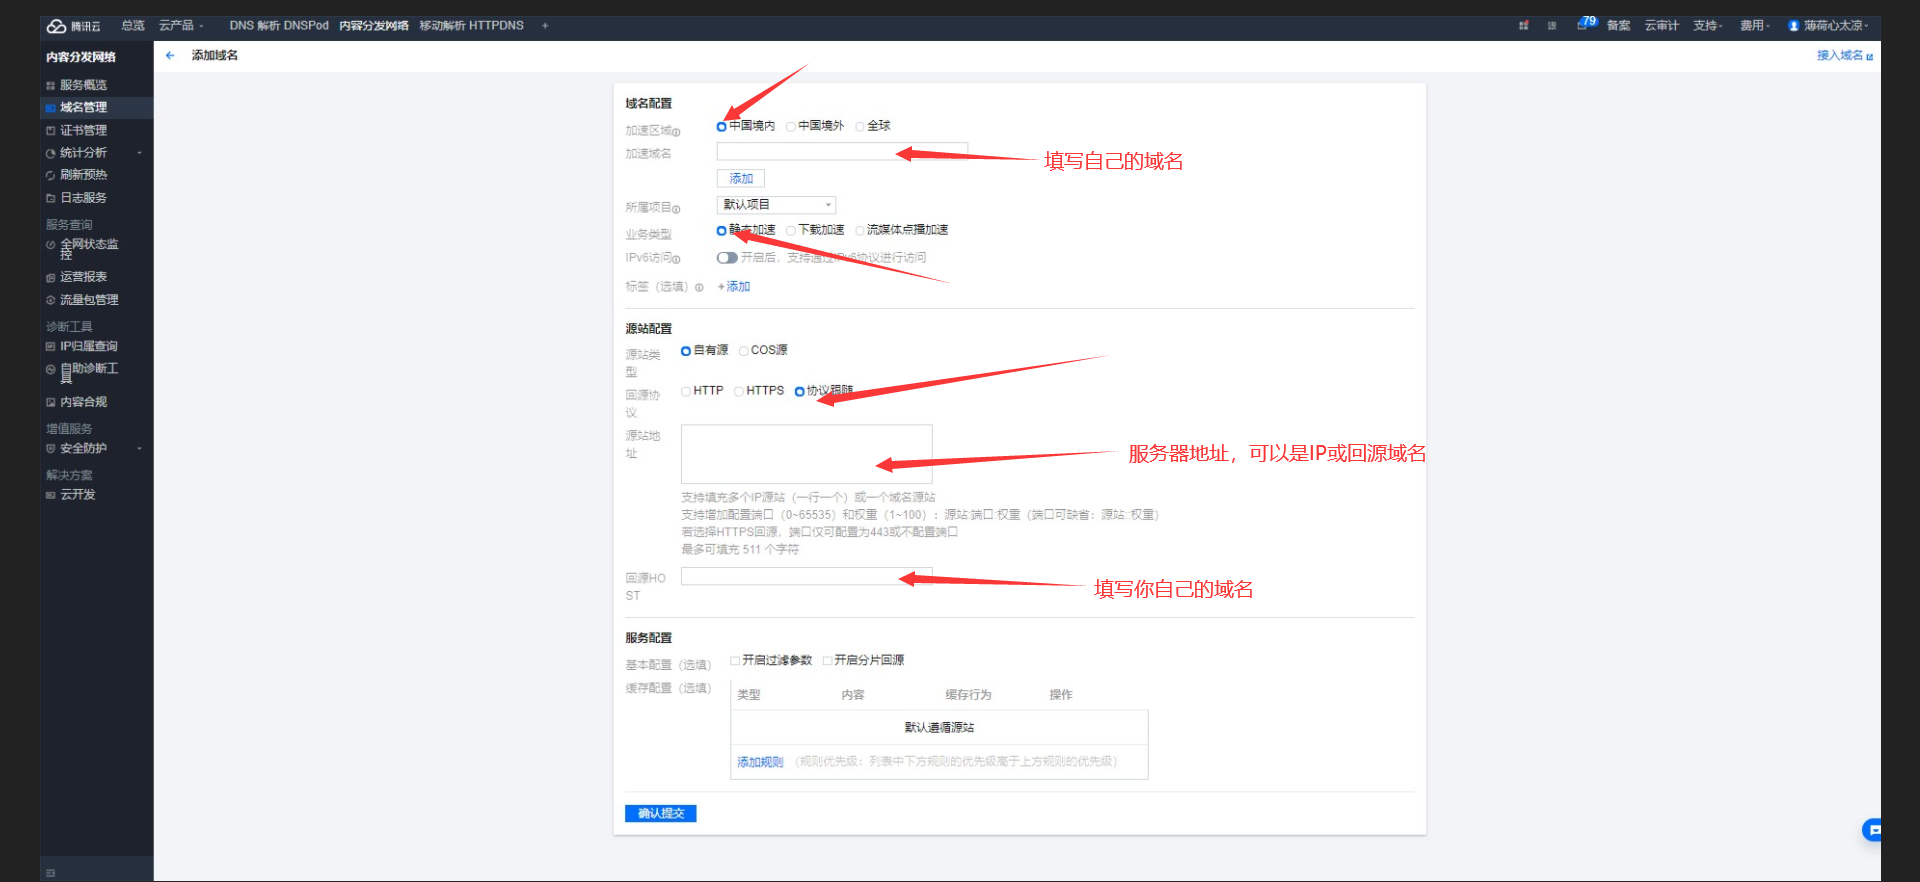 腾讯云 总览 云产品 DNS 解析 DNSPod 内容分发网络 移动解析 HTTPDNS + 79 备案 云审计 支持 费用 薄荷心太凉
内容分发网络
服务概览
域名管理
证书管理
统计分析
刷新预热
日志服务
服务查询
全网状态监
控
运营报表
流量包管理
诊断工具
IP归属查询
自助诊断工
具
内容合规
增值服务
安全防护
解决方案
云开发
← 添加域名 接入域名
域名配置
加速区域 中国境内 中国境外 全球
加速域名 填写自己的域名
添加
所属项目 默认项目
业务类型 静态加速 下载加速 流媒体点播加速
IPv6访问 开启后，支持通过IPv6协议进行访问
标签（选填） +添加
源站配置
源站类
型
自有源 COS源
回源协
议
HTTP HTTPS 协议跟随
源站地
址
服务器地址，可以是IP或回源域名
支持填充多个IP源站（一行一个）或一个域名源站
支持增加配置端口（0~65535）和权重（1~100）：源站:端口:权重（端口可缺省：源站::权重）
若选择HTTPS回源，端口仅可配置为443或不配置端口
最多可填充 511 个字符
回源HO
ST
填写你自己的域名
服务配置
基本配置（选填） 开启过滤参数 开启分片回源
缓存配置（选填） 类型 内容 缓存行为 操作
默认遵循源站
添加规则 （规则优先级：列表中下方规则的优先级高于上方规则的优先级）
确认提交